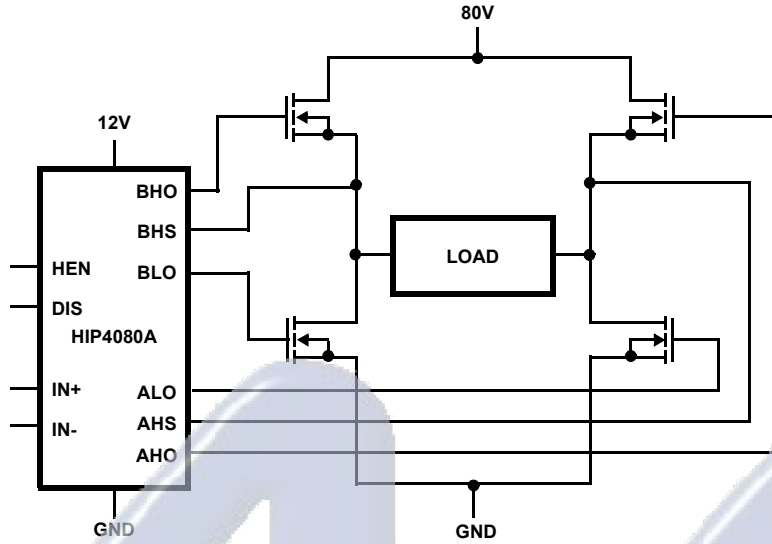 80V
12V
BHO
BHS
BLO
HEN
DIS
HIP4080A
LOAD
IN+
IN-
ALO
AHS
AHO
GND
GND